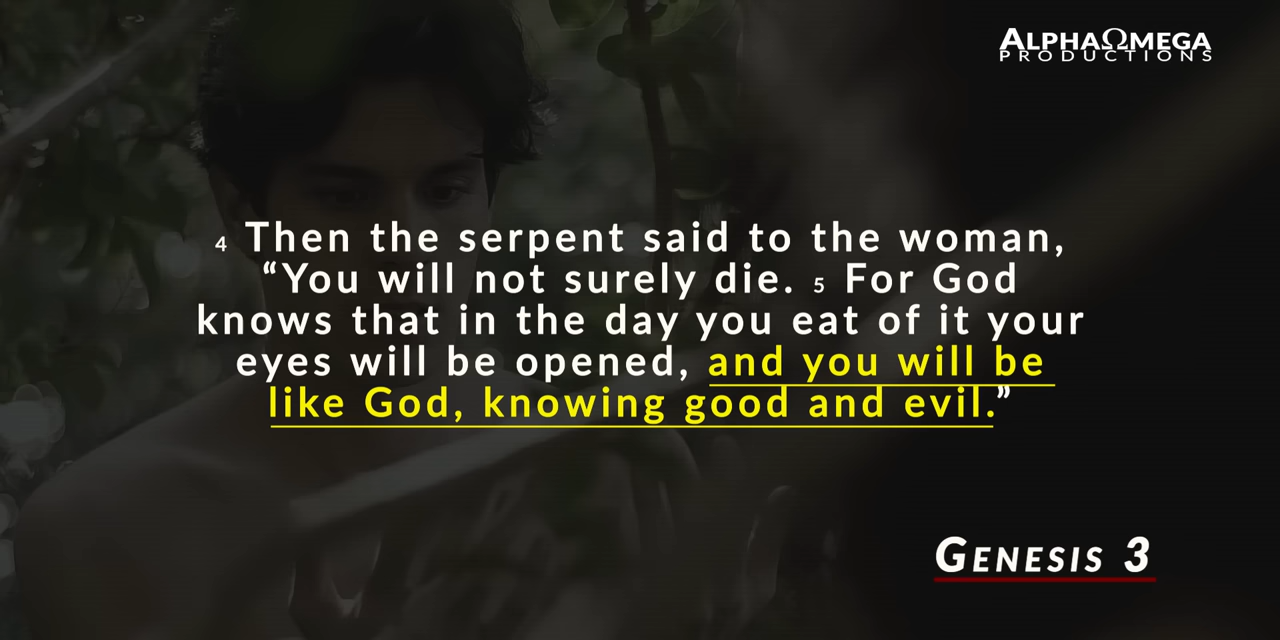 ALPHAΩMEGA
PRODUCTIONS
4 Then the serpent said to the woman,
“You will not surely die. 5 For God
knows that in the day you eat of it your
eyes will be opened, and you will be
like God, knowing good and evil.”
GENESIS 3